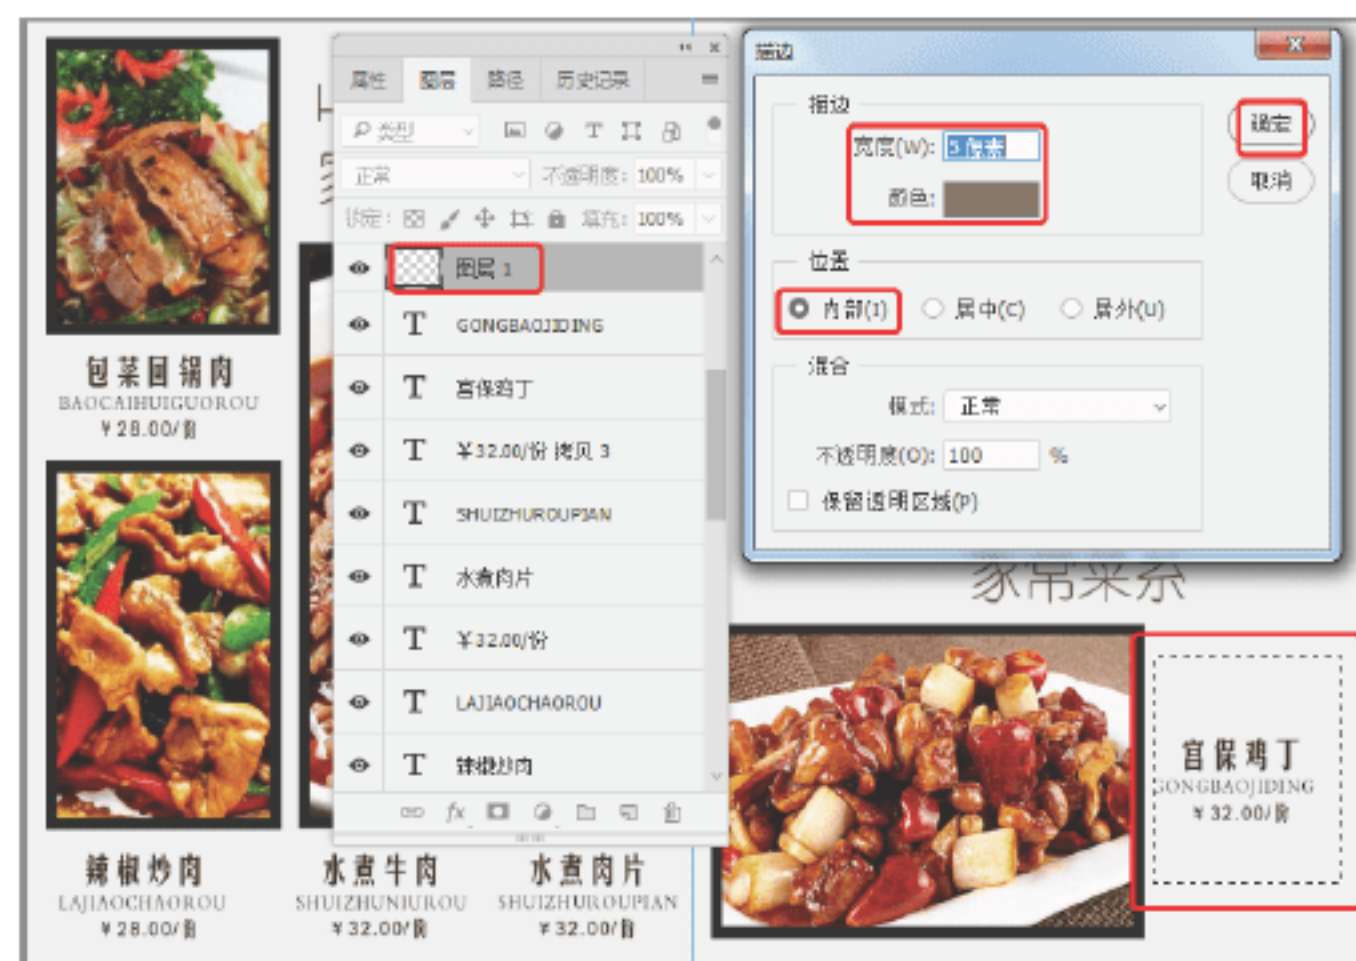 包菜回锅肉
BAOCAIHUIGUOROU
¥28.00/份
辣椒炒肉
LAJIAOCHAOROU
¥28.00/份
水煮牛肉
SHUIZHUNIUROU
¥32.00/份
水煮肉片
SHUIZHUROUPIAN
¥32.00/份
属性 图层 路径 历史记录
类型
正常 不透明度: 100%
锁定: 填充: 100%
图层 1
GONGBAOJIDING
宫保鸡丁
¥32.00/份 拷贝 3
SHUIZHUROUPIAN
水煮肉片
¥32.00/份
LAJIAOCHAOROU
辣椒炒肉
fx
描边
描边
宽度(W): 5 像素
颜色:
确定
取消
位置
内部(I) 居中(C) 居外(U)
混合
模式: 正常
不透明度(O): 100 %
保留透明区域(P)
家常菜系
宫保鸡丁
GONGBAOJIDING
¥32.00/份